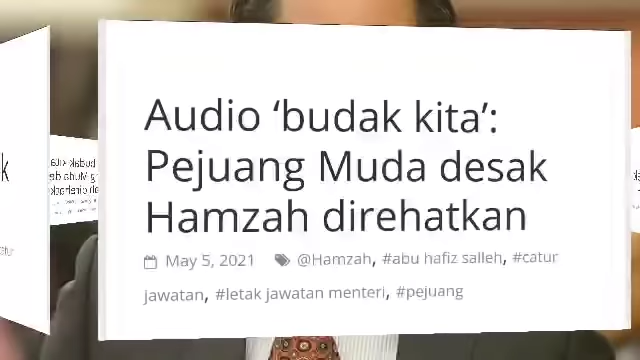 Audio ‘budak kita’:
Pejuang Muda desak
Hamzah direhatkan
May 5, 2021 @Hamzah, #abu hafiz salleh, #catur
jawatan, #letak jawatan menteri, #pejuang